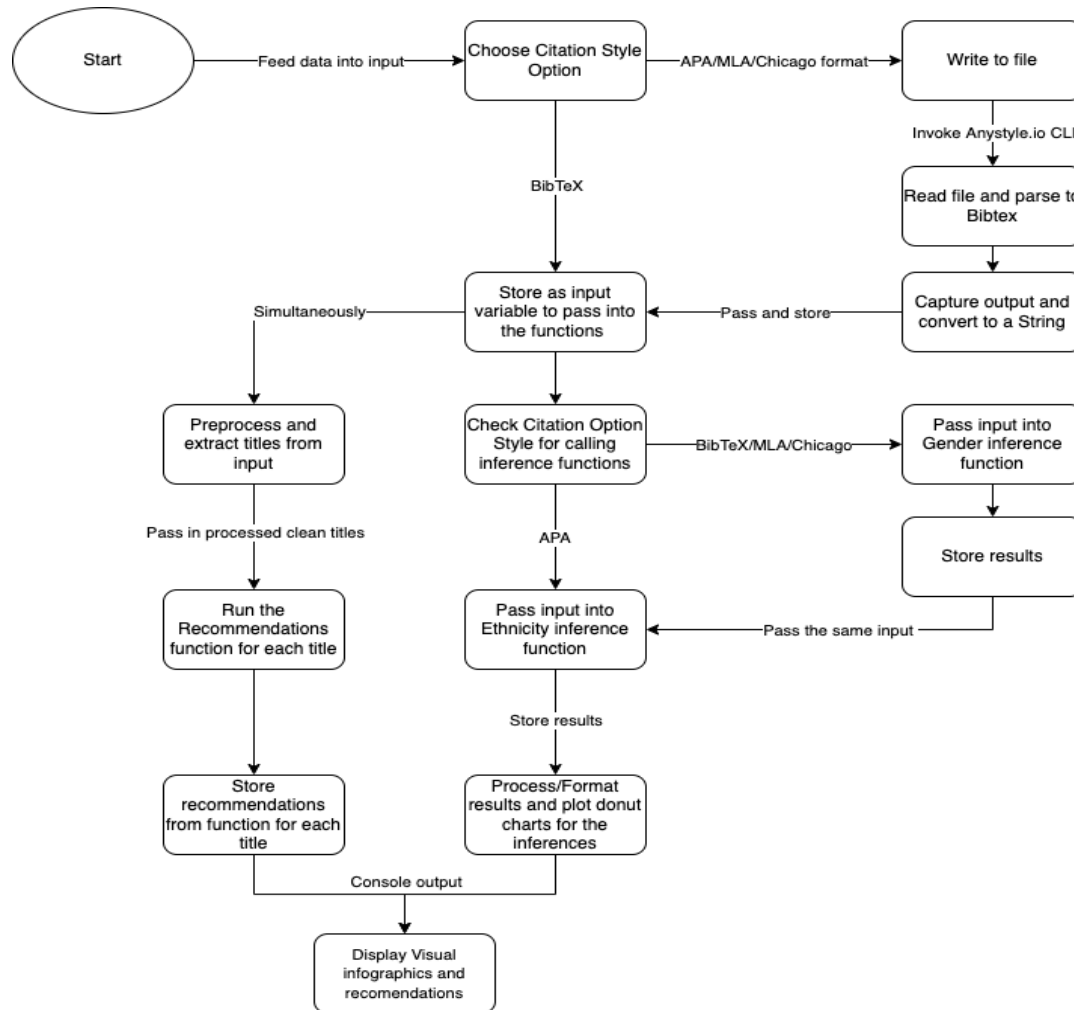 Start
Feed data into input
Choose Citation Style
Option
APA/MLA/Chicago format
Write to file
Invoke Anystyle.io CLI
BibTeX
Read file and parse to
Bibtex
Simultaneously
Store as input
variable to pass into
the functions
Pass and store
Capture output and
convert to a String
Preprocess and
extract titles from
input
Check Citation Option
Style for calling
inference functions
BibTeX/MLA/Chicago
Pass input into
Gender inference
function
Pass in processed clean titles
APA
Store results
Run the
Recommendations
function for each title
Pass input into
Ethnicity inference
function
Pass the same input
Store results
Store
recommendations
from function for each
title
Process/Format
results and plot donut
charts for the
inferences
Console output
Display Visual
infographics and
recomendations